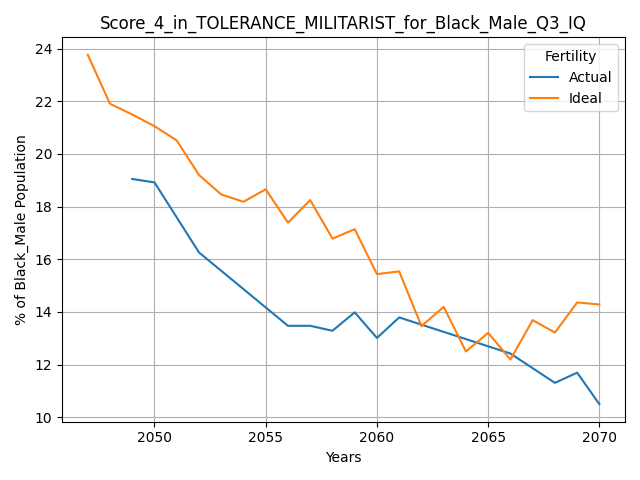 Score_4_in_TOLERANCE_MILITARIST_for_Black_Male_Q3_IQ
Fertility
Actual
Ideal
% of Black_Male Population
24
22
20
18
16
14
12
10
2050 2055 2060 2065 2070
Years